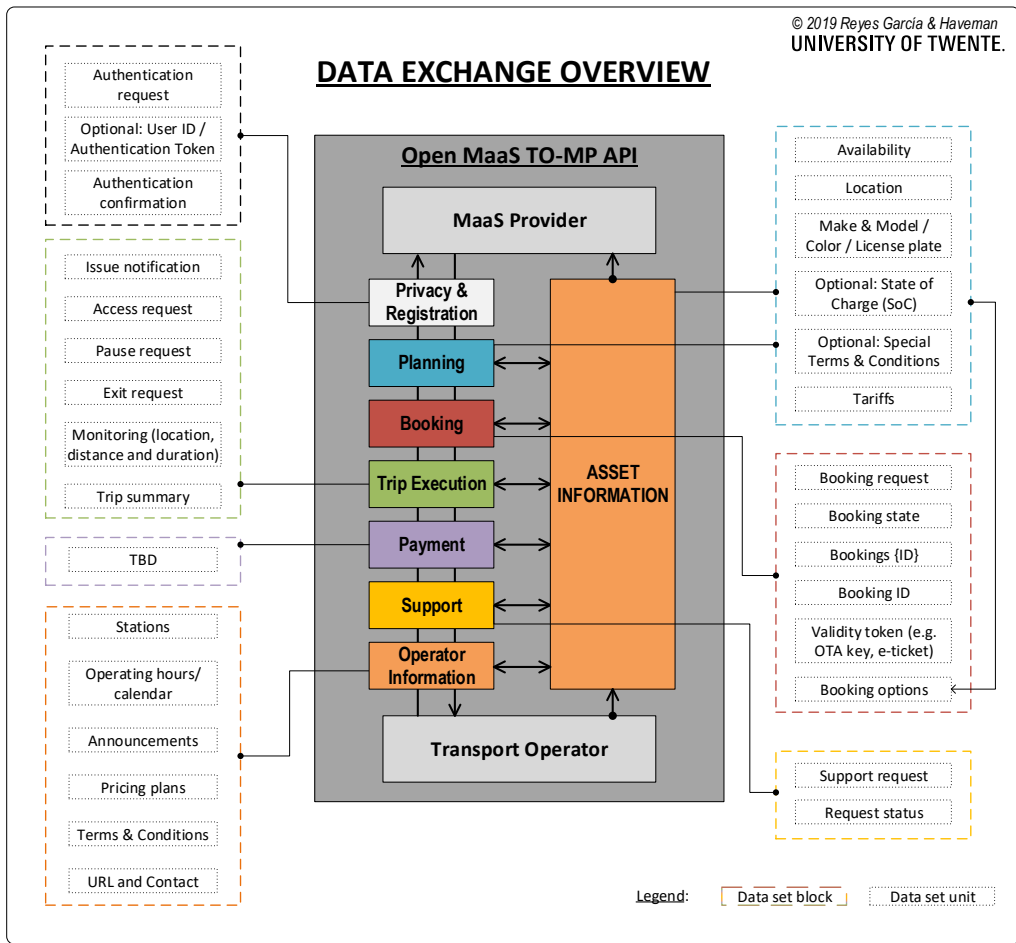 © 2019 Reyes García & Haveman
UNIVERSITY OF TWENTE.
DATA EXCHANGE OVERVIEW
Authentication
request
Optional: User ID /
Authentication Token
Authentication
confirmation
Issue notification
Access request
Pause request
Exit request
Monitoring (location,
distance and duration)
Trip summary
TBD
Stations
Operating hours/
calendar
Announcements
Pricing plans
Terms & Conditions
URL and Contact
Open MaaS TO-MP API
MaaS Provider
Privacy &
Registration
Planning
Booking
Trip Execution
Payment
Support
Operator
Information
ASSET
INFORMATION
Transport Operator
Availability
Location
Make & Model /
Color / License plate
Optional: State of
Charge (SoC)
Optional: Special
Terms & Conditions
Tariffs
Booking request
Booking state
Bookings {ID}
Booking ID
Validity token (e.g.
OTA key, e-ticket)
Booking options
Support request
Request status
Legend:
Data set block
Data set unit